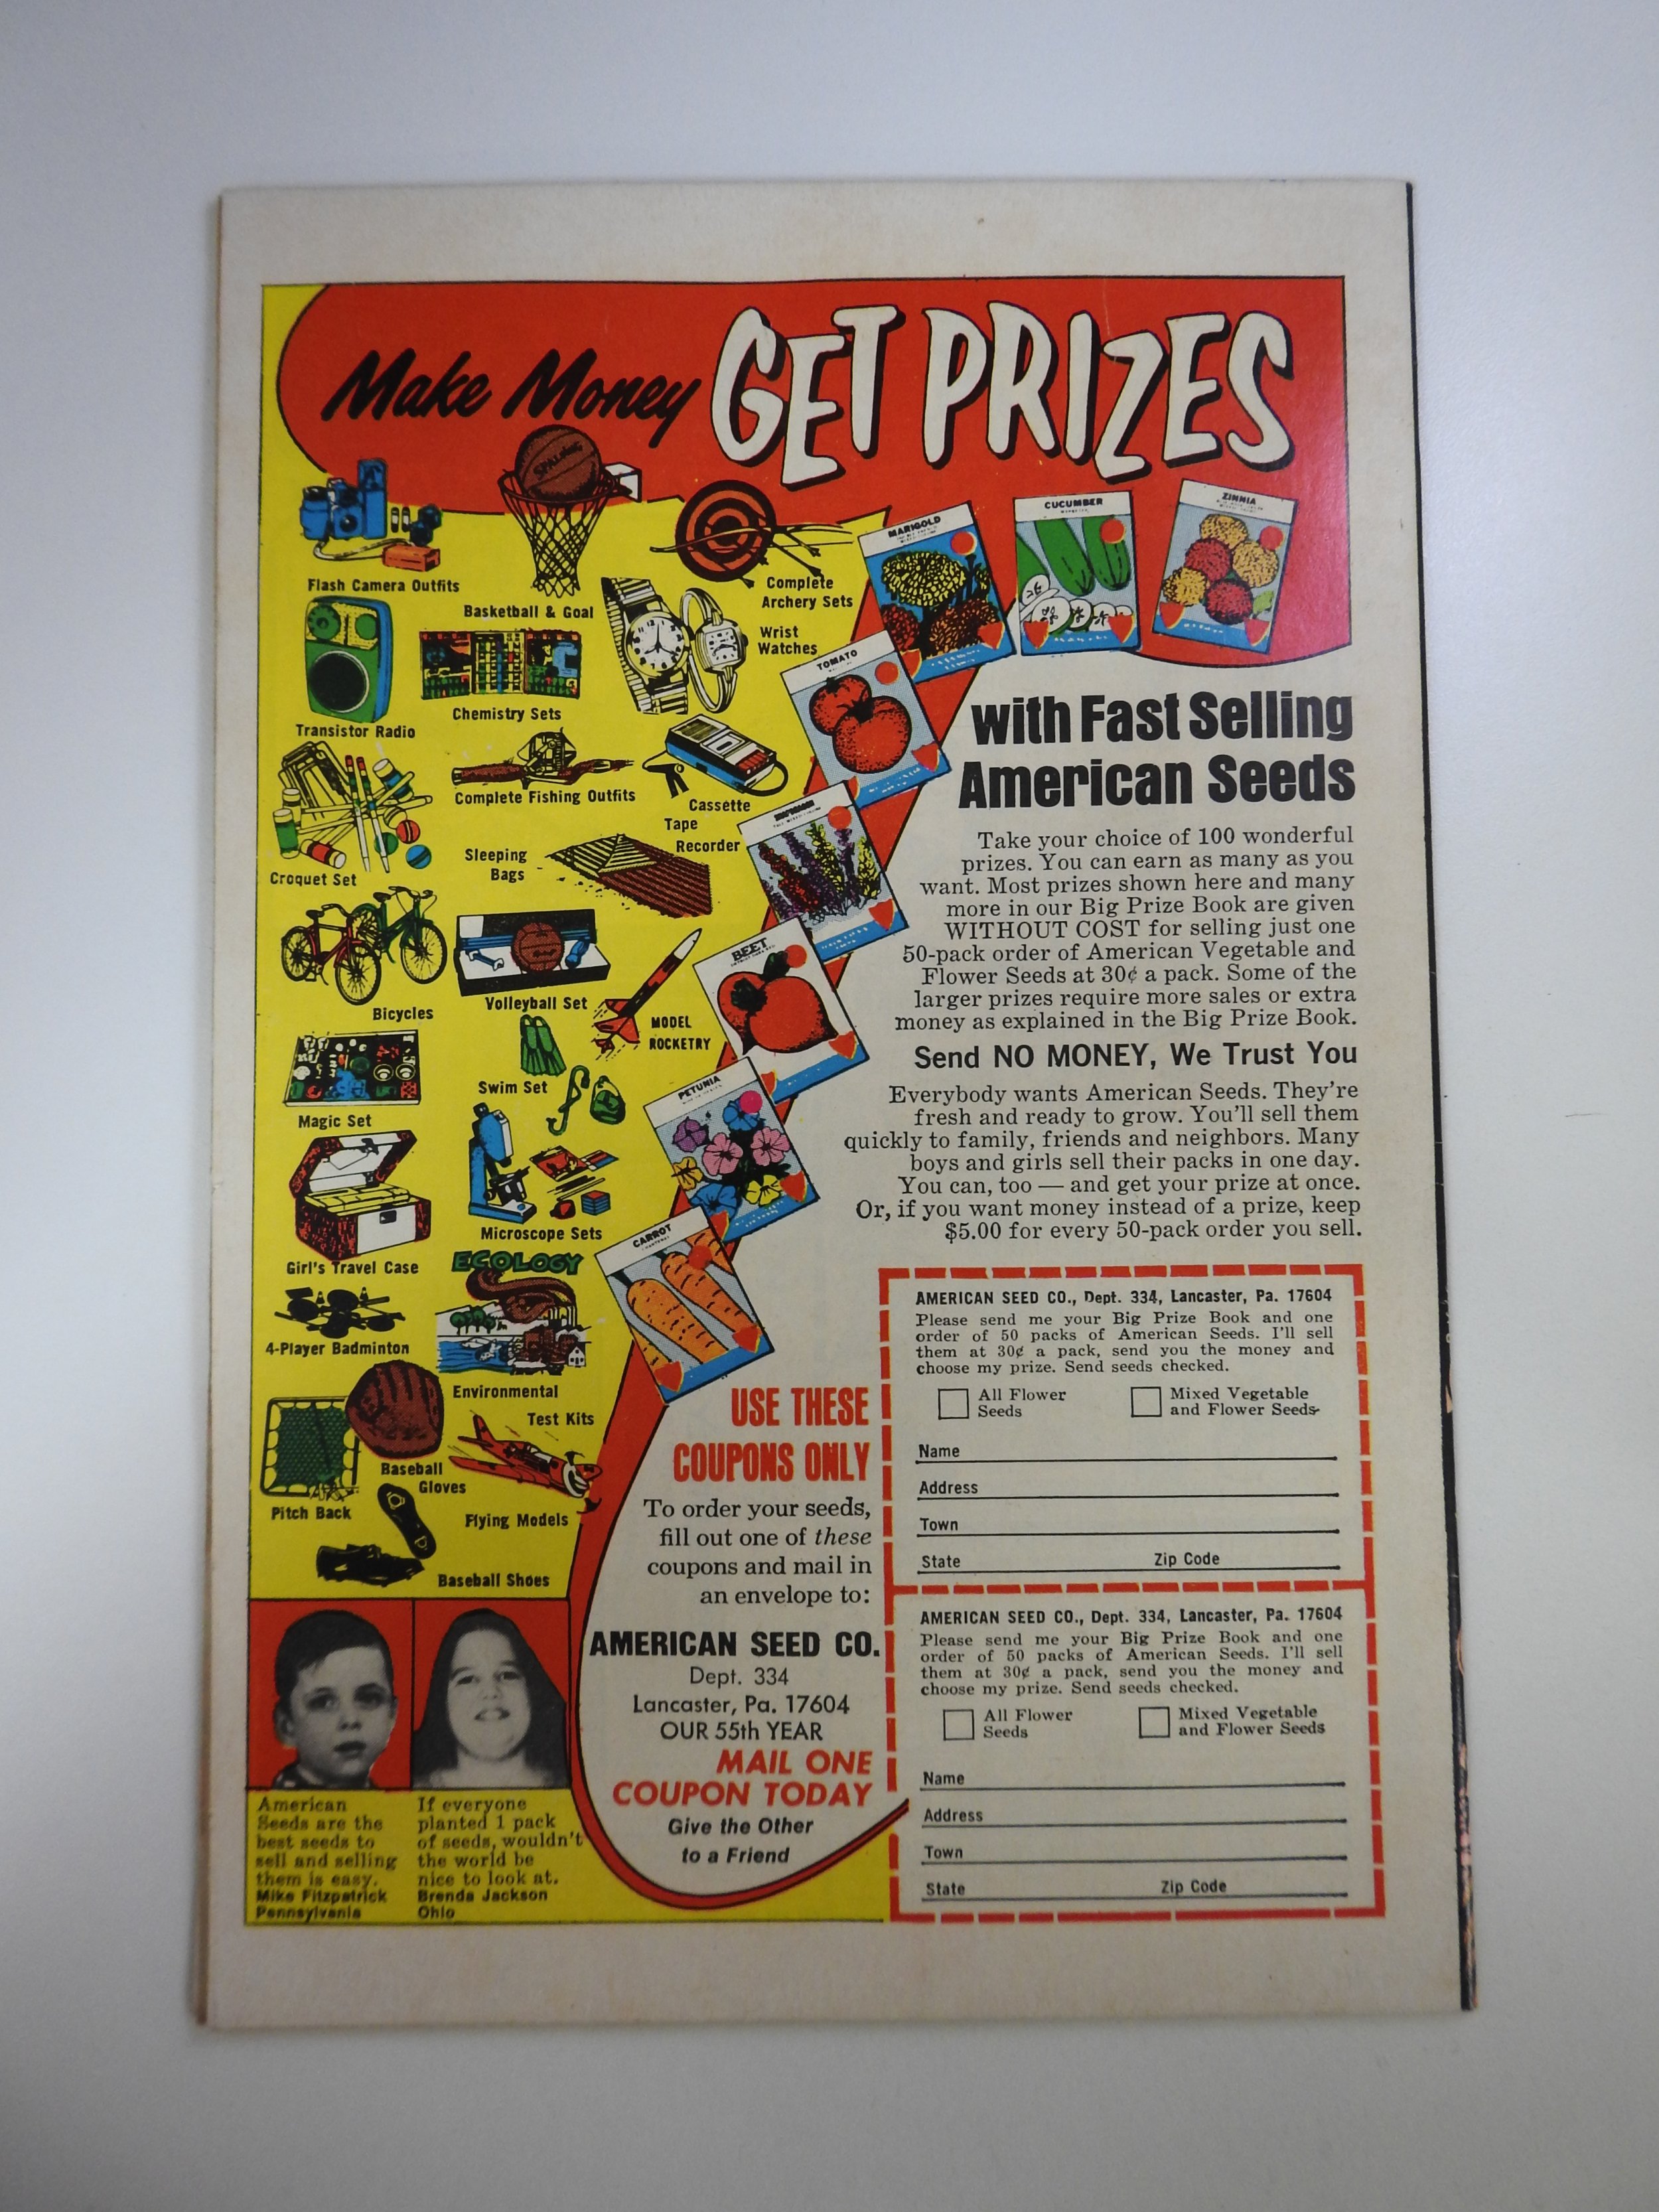 Make Money GET PRIZES
SPALDING
Flash Camera Outfits
Basketball & Goal
Complete
Archery Sets
Wrist
Watches
Transistor Radio
Chemistry Sets
Complete Fishing Outfits
Cassette
Tape
Recorder
Croquet Set
Sleeping
Bags
Bicycles
Volleyball Set
MODEL
ROCKETRY
Swim Set
Magic Set
Microscope Sets
Girl's Travel Case
ECOLOGY
4-Player Badminton
Environmental
Test Kits
Baseball
Gloves
Pitch Back
Flying Models
Baseball Shoes
MARIGOLD
CUCUMBER
ZINNIA
TOMATO
BEET
PETUNIA
CARROT
with Fast Selling
American Seeds
Take your choice of 100 wonderful
prizes. You can earn as many as you
want. Most prizes shown here and many
more in our Big Prize Book are given
WITHOUT COST for selling just one
50-pack order of American Vegetable and
Flower Seeds at 30¢ a pack. Some of the
larger prizes require more sales or extra
money as explained in the Big Prize Book.
Send NO MONEY, We Trust You
Everybody wants American Seeds. They're
fresh and ready to grow. You'll sell them
quickly to family, friends and neighbors. Many
boys and girls sell their packs in one day.
You can, too — and get your prize at once.
Or, if you want money instead of a prize, keep
$5.00 for every 50-pack order you sell.
USE THESE
COUPONS ONLY
To order your seeds,
fill out one of these
coupons and mail in
an envelope to:
AMERICAN SEED CO.
Dept. 334
Lancaster, Pa. 17604
OUR 55th YEAR
MAIL ONE
COUPON TODAY
Give the Other
to a Friend
AMERICAN SEED CO., Dept. 334, Lancaster, Pa. 17604
Please send me your Big Prize Book and one
order of 50 packs of American Seeds. I'll sell
them at 30¢ a pack, send you the money and
choose my prize. Send seeds checked.
All Flower
Seeds
Mixed Vegetable
and Flower Seeds
Name
Address
Town
State Zip Code
AMERICAN SEED CO., Dept. 334, Lancaster, Pa. 17604
Please send me your Big Prize Book and one
order of 50 packs of American Seeds. I'll sell
them at 30¢ a pack, send you the money and
choose my prize. Send seeds checked.
All Flower
Seeds
Mixed Vegetable
and Flower Seeds
Name
Address
Town
State Zip Code
American
Seeds are the
best seeds to
sell and selling
them is easy.
Mike Fitzpatrick
Pennsylvania
If everyone
planted 1 pack
of seeds, wouldn't
the world be
nice to look at.
Brenda Jackson
Ohio